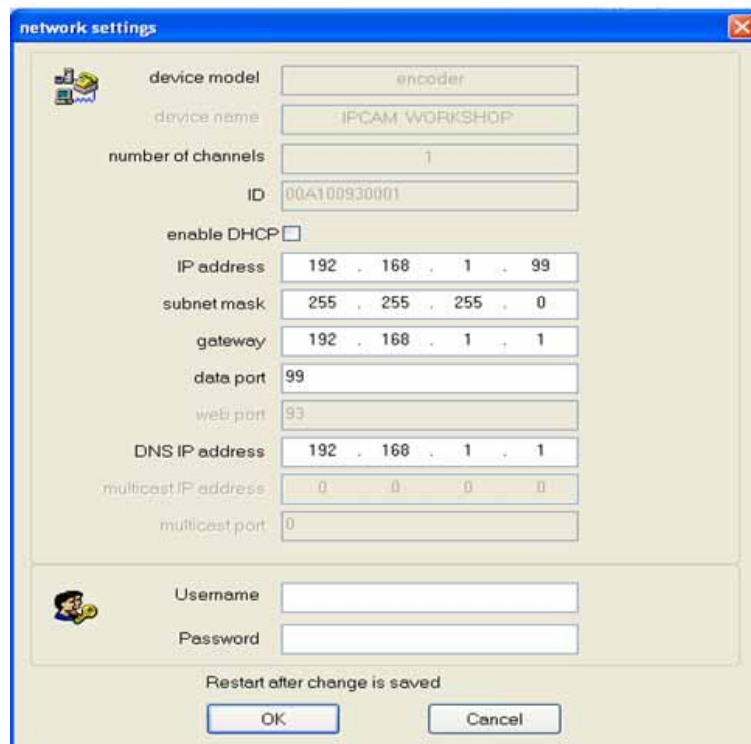 network settings
device model encoder
device name IPCAM WORKSHOP
number of channels 1
ID 00A100930001
enable DHCP
IP address 192 . 168 . 1 . 99
subnet mask 255 . 255 . 255 . 0
gateway 192 . 168 . 1 . 1
data port 99
web port 93
DNS IP address 192 . 168 . 1 . 1
multicast IP address 0 . 0 . 0 . 0
multicast port 0
Username
Password
Restart after change is saved
OK Cancel